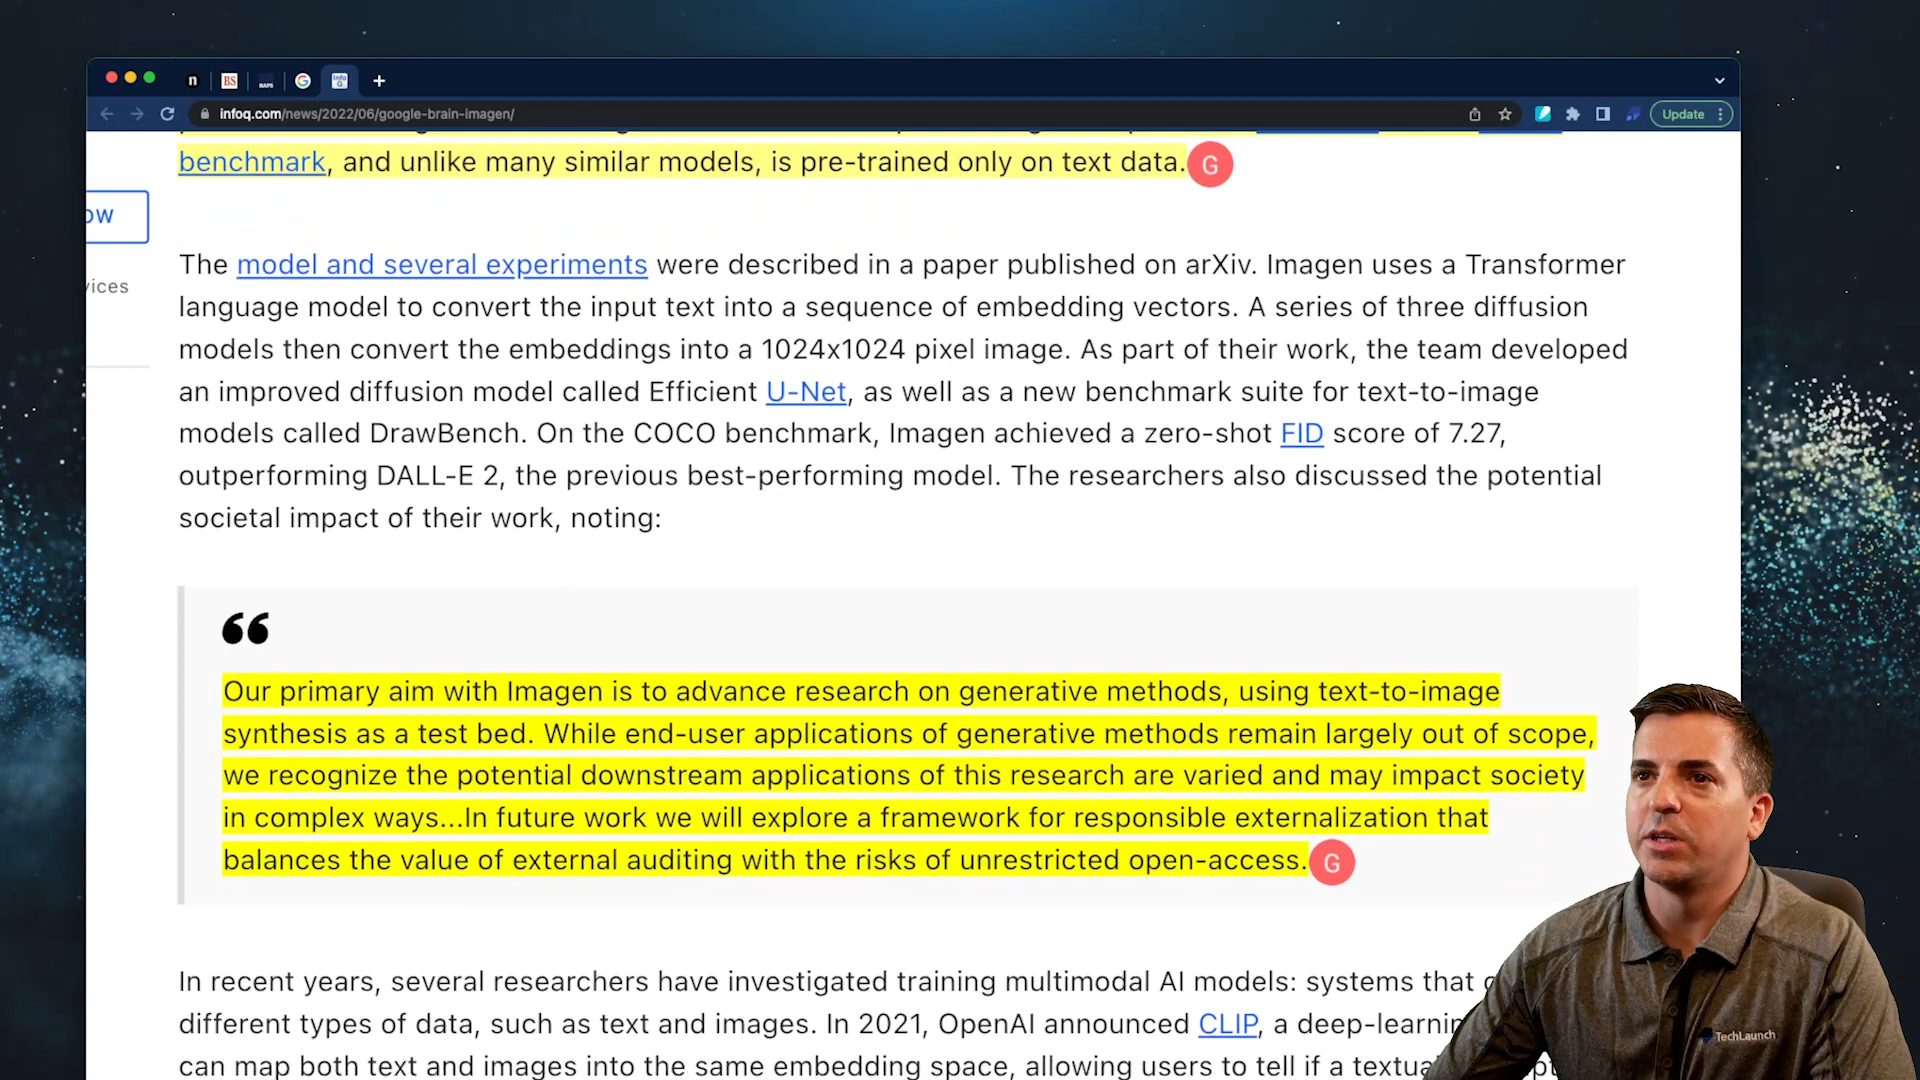 n
BS
Info Q
+
infoq.com/news/2022/06/google-brain-imagen/
Update
benchmark, and unlike many similar models, is pre-trained only on text data.
G
ow
vices
The model and several experiments were described in a paper published on arXiv. Imagen uses a Transformer
language model to convert the input text into a sequence of embedding vectors. A series of three diffusion
models then convert the embeddings into a 1024x1024 pixel image. As part of their work, the team developed
an improved diffusion model called Efficient U-Net, as well as a new benchmark suite for text-to-image
models called DrawBench. On the COCO benchmark, Imagen achieved a zero-shot FID score of 7.27,
outperforming DALL-E 2, the previous best-performing model. The researchers also discussed the potential
societal impact of their work, noting:
“
Our primary aim with Imagen is to advance research on generative methods, using text-to-image
synthesis as a test bed. While end-user applications of generative methods remain largely out of scope,
we recognize the potential downstream applications of this research are varied and may impact society
in complex ways...In future work we will explore a framework for responsible externalization that
balances the value of external auditing with the risks of unrestricted open-access.
G
In recent years, several researchers have investigated training multimodal AI models: systems that
different types of data, such as text and images. In 2021, OpenAI announced CLIP, a
can map both text and images into the same embedding space, allowing users to tell if a
TechLaunch